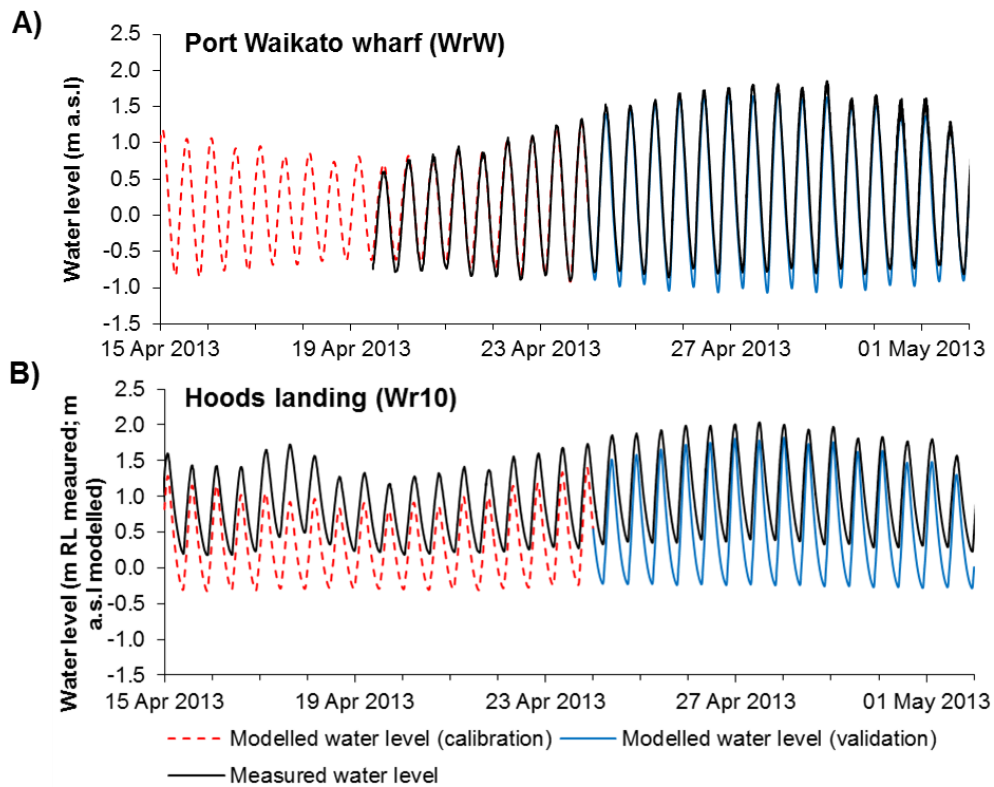 A)
Port Waikato wharf (WrW)
Water level (m a.s.l)
2.5
2.0
1.5
1.0
0.5
0.0
-0.5
-1.0
-1.5
15 Apr 2013 19 Apr 2013 23 Apr 2013 27 Apr 2013 01 May 2013
B)
Hoods landing (Wr10)
Water level (m RL meaured; m
a.s.l modelled)
2.5
2.0
1.5
1.0
0.5
0.0
-0.5
-1.0
-1.5
15 Apr 2013 19 Apr 2013 23 Apr 2013 27 Apr 2013 01 May 2013
Modelled water level (calibration) Modelled water level (validation)
Measured water level